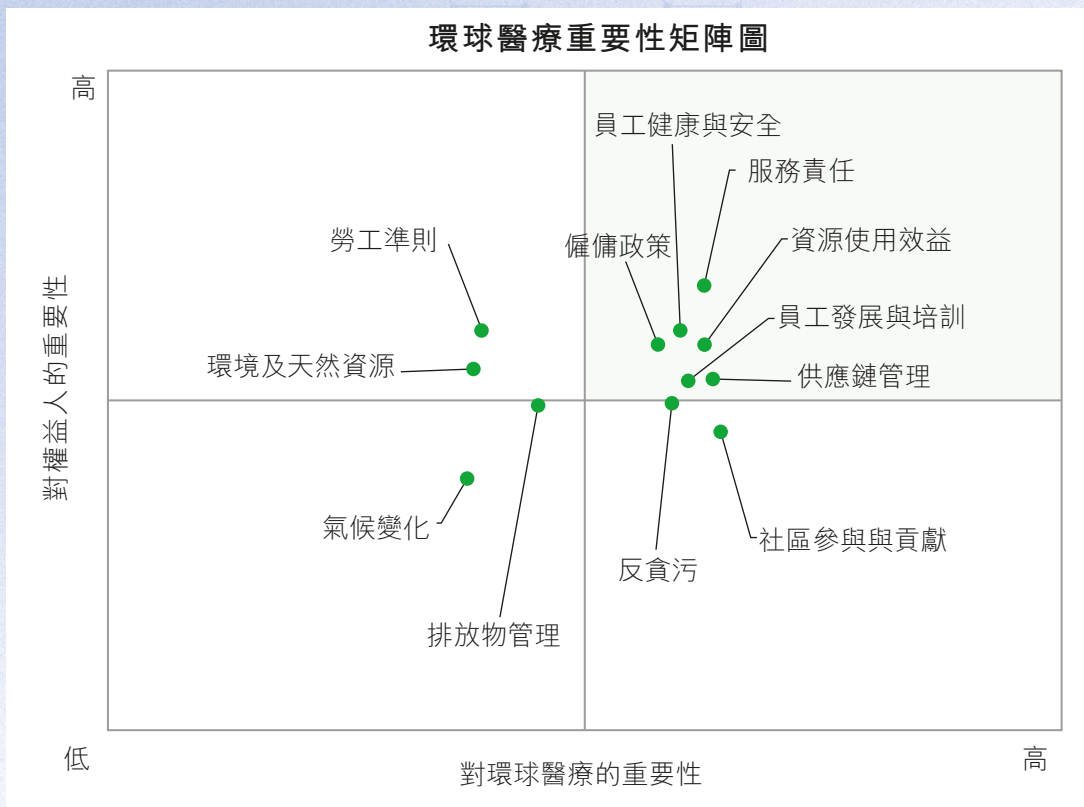 環球醫療重要性矩陣圖
高
員工健康與安全
服務責任
勞工準則
僱傭政策
資源使用效益
員工發展與培訓
環境及天然資源
供應鏈管理
對權益人的重要性
氣候變化
社區參與與貢獻
反貪污
排放物管理
低
對環球醫療的重要性
高